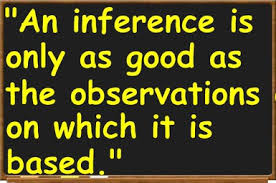 "An inference is
only as good as
the observations
on which it is
based."